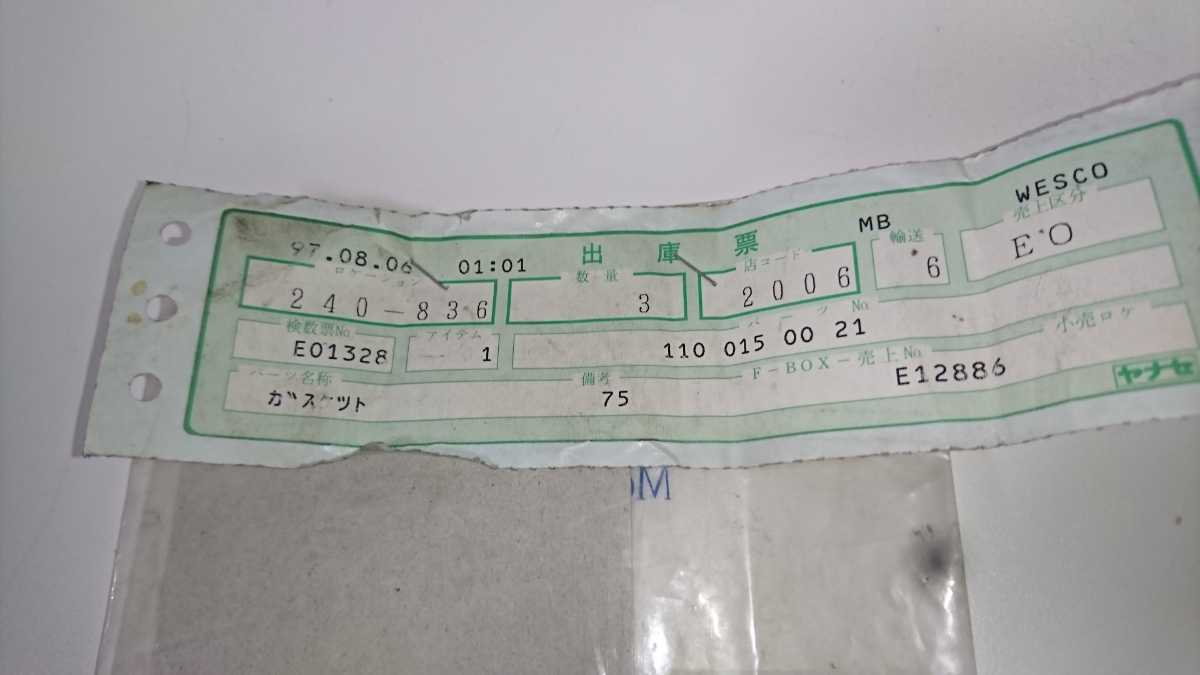 WESCO
97.08.06 01:01 出庫票 MB 輸送 売上区分
ロケーション 数量 店コード 6 E O
240-836 3 2006
検数票No アイテム パーツ No 小売ロケ
E01328 1 110 015 00 21
パーツ名称 備考 F-BOX-売上No
ガスケット 75 E12886 ヤナセ
M